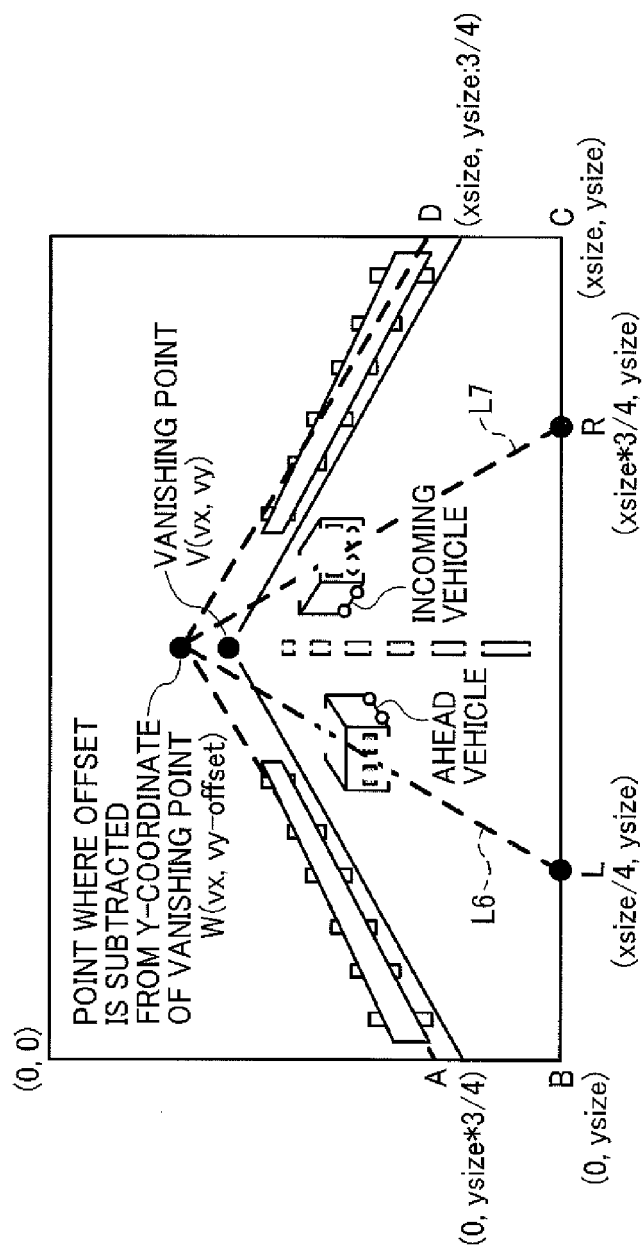 (0, 0)
POINT WHERE OFFSET
IS SUBTRACTED
FROM Y-COORDINATE
OF VANISHING POINT
W(vx, vy-offset)
VANISHING POINT
V(vx, vy)
AHEAD
VEHICLE
INCOMING
VEHICLE
L6
L7
A
(0, ysize*3/4)
D
(xsize, ysize:3/4)
B
(0, ysize)
L
(xsize/4, ysize)
R
(xsize*3/4, ysize)
C
(xsize, ysize)